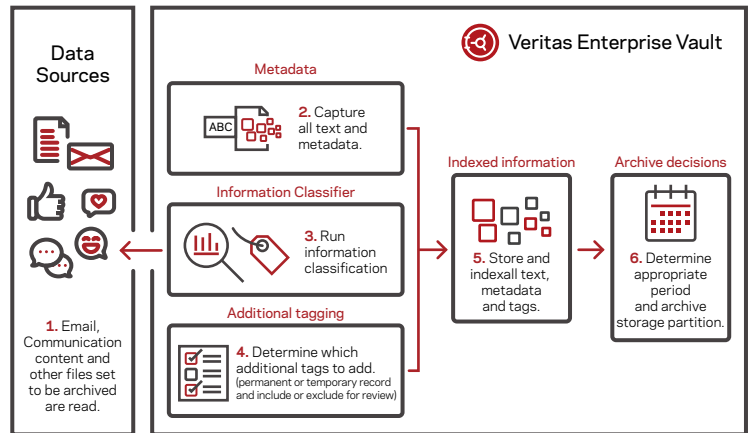 Data
Sources
1. Email,
Communication
content and
other files set
to be archived
are read.
Veritas Enterprise Vault
Metadata
ABC
2. Capture
all text and
metadata.
Information Classifier
3. Run
information
classification
Additional tagging
4. Determine which
additional tags to add.
(permanent or temporary record
and include or exclude for review)
Indexed information
5. Store and
indexall text,
metadata
and tags.
Archive decisions
6. Determine
appropriate
period
and archive
storage partition.